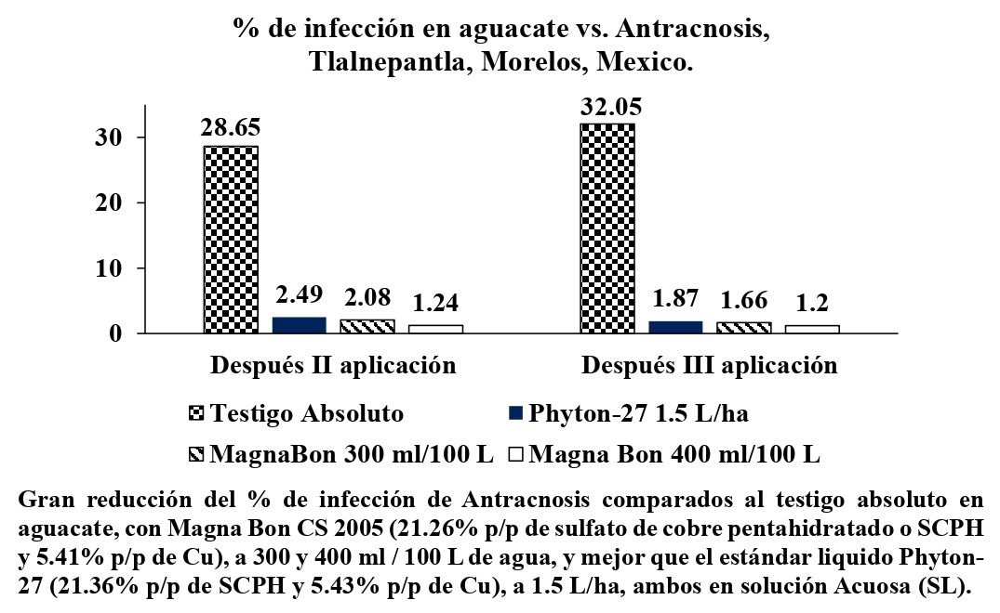 % de infección en aguacate vs. Antracnosis,
Tlalnepantla, Morelos, Mexico.
28.65
32.05
30
20
10
0
2.49
2.08
1.24
1.87
1.66
1.2
Después II aplicación
Después III aplicación
Testigo Absoluto
Phyton-27 1.5 L/ha
MagnaBon 300 ml/100 L
Magna Bon 400 ml/100 L
Gran reducción del % de infección de Antracnosis comparados al testigo absoluto en
aguacate, con Magna Bon CS 2005 (21.26% p/p de sulfato de cobre pentahidratado o SCPH
y 5.41% p/p de Cu), a 300 y 400 ml / 100 L de agua, y mejor que el estándar liquido Phyton-
27 (21.36% p/p de SCPH y 5.43% p/p de Cu), a 1.5 L/ha, ambos en solución Acuosa (SL).